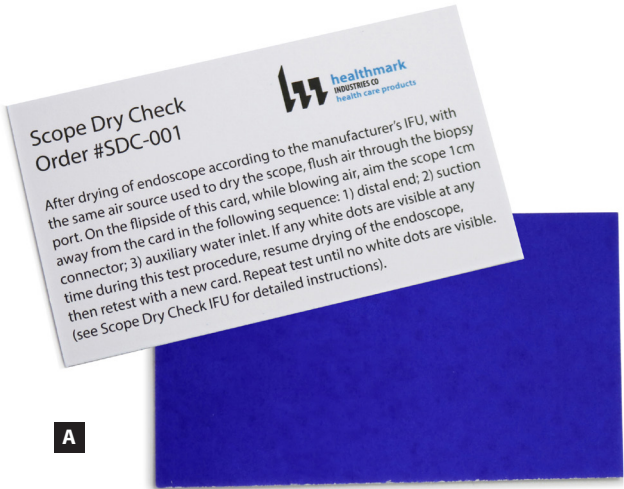 healthmark
INDUSTRIES CO
health care products
Scope Dry Check
Order #SDC-001
After drying of endoscope according to the manufacturer's IFU, with
the same air source used to dry the scope, flush air through the biopsy
port. On the flipside of this card, while blowing air, aim the scope 1cm
away from the card in the following sequence: 1) distal end; 2) suction
connector; 3) auxiliary water inlet. If any white dots are visible at any
time during this test procedure, resume drying of the endoscope,
then retest with a new card. Repeat test until no white dots are visible.
(see Scope Dry Check IFU for detailed instructions).
A